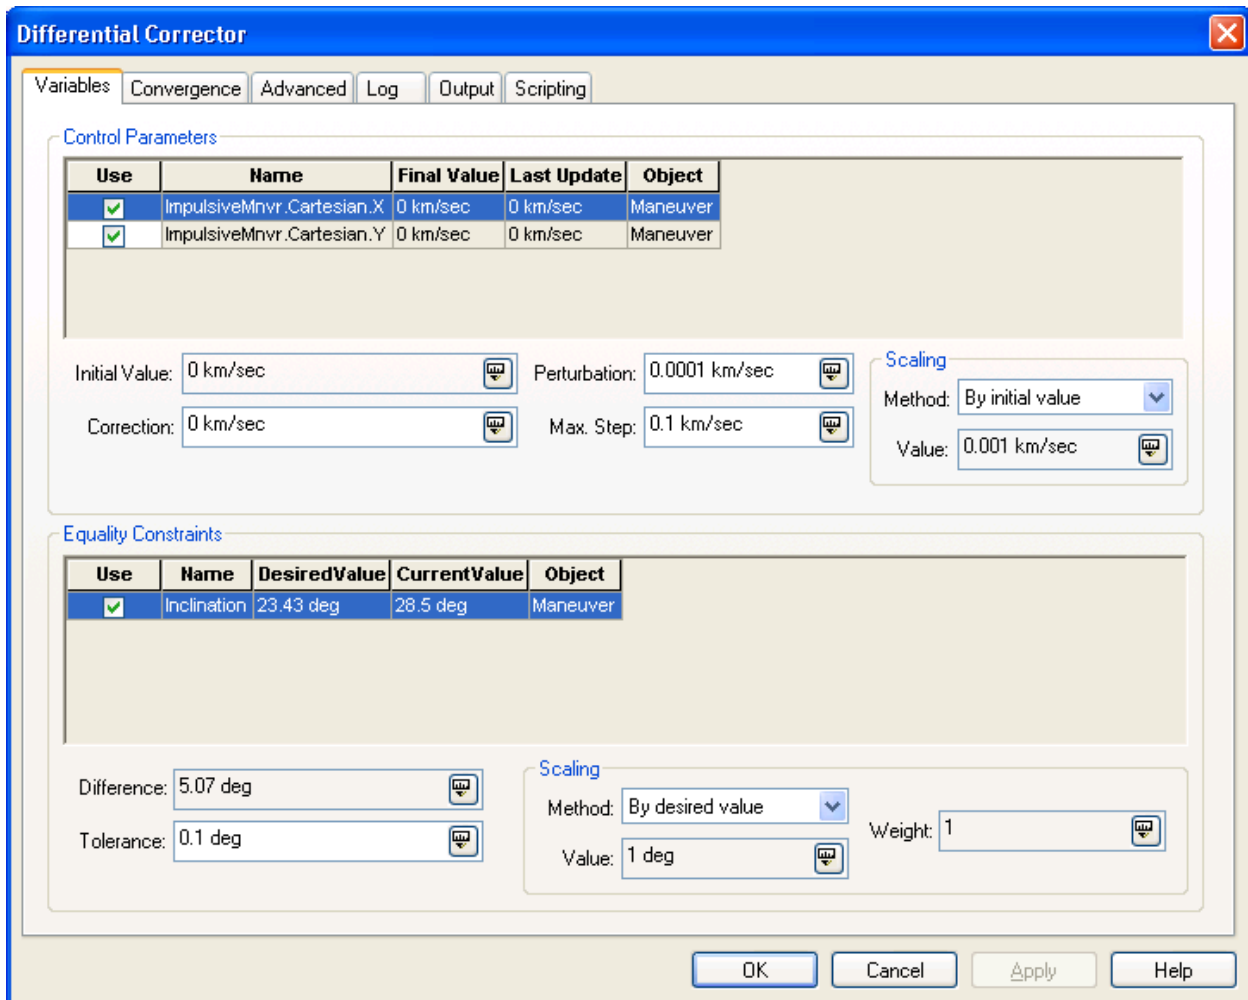 Differential Corrector
Variables Convergence Advanced Log Output Scripting
Control Parameters
Use Name Final Value Last Update Object
ImpulsiveMnvr.Cartesian.X 0 km/sec 0 km/sec Maneuver
ImpulsiveMnvr.Cartesian.Y 0 km/sec 0 km/sec Maneuver
Initial Value: 0 km/sec Perturbation: 0.0001 km/sec
Correction: 0 km/sec Max. Step: 0.1 km/sec
Scaling
Method: By initial value
Value: 0.001 km/sec
Equality Constraints
Use Name DesiredValue CurrentValue Object
Inclination 23.43 deg 28.5 deg Maneuver
Difference: 5.07 deg
Tolerance: 0.1 deg
Scaling
Method: By desired value
Value: 1 deg
Weight: 1
OK Cancel Apply Help